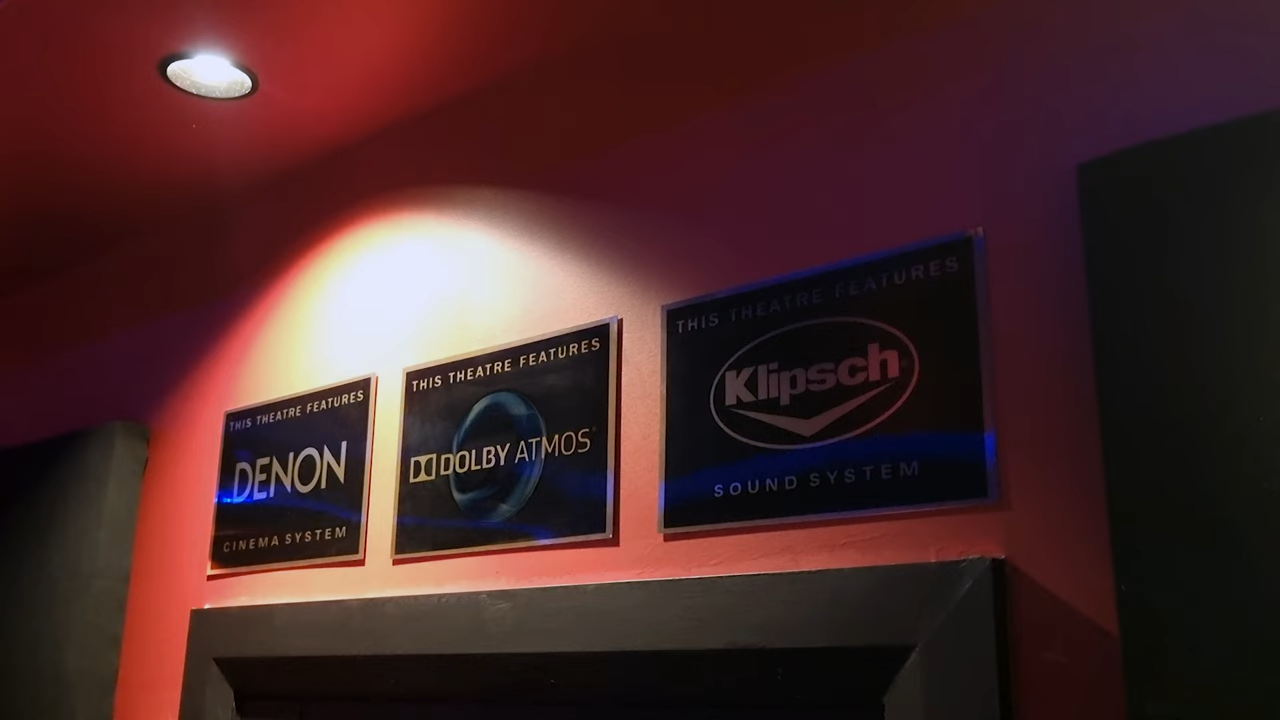 THIS THEATRE FEATURES
DENON
CINEMA SYSTEM
THIS THEATRE FEATURES
DOLBY ATMOS
THIS THEATRE FEATURES
Klipsch
SOUND SYSTEM